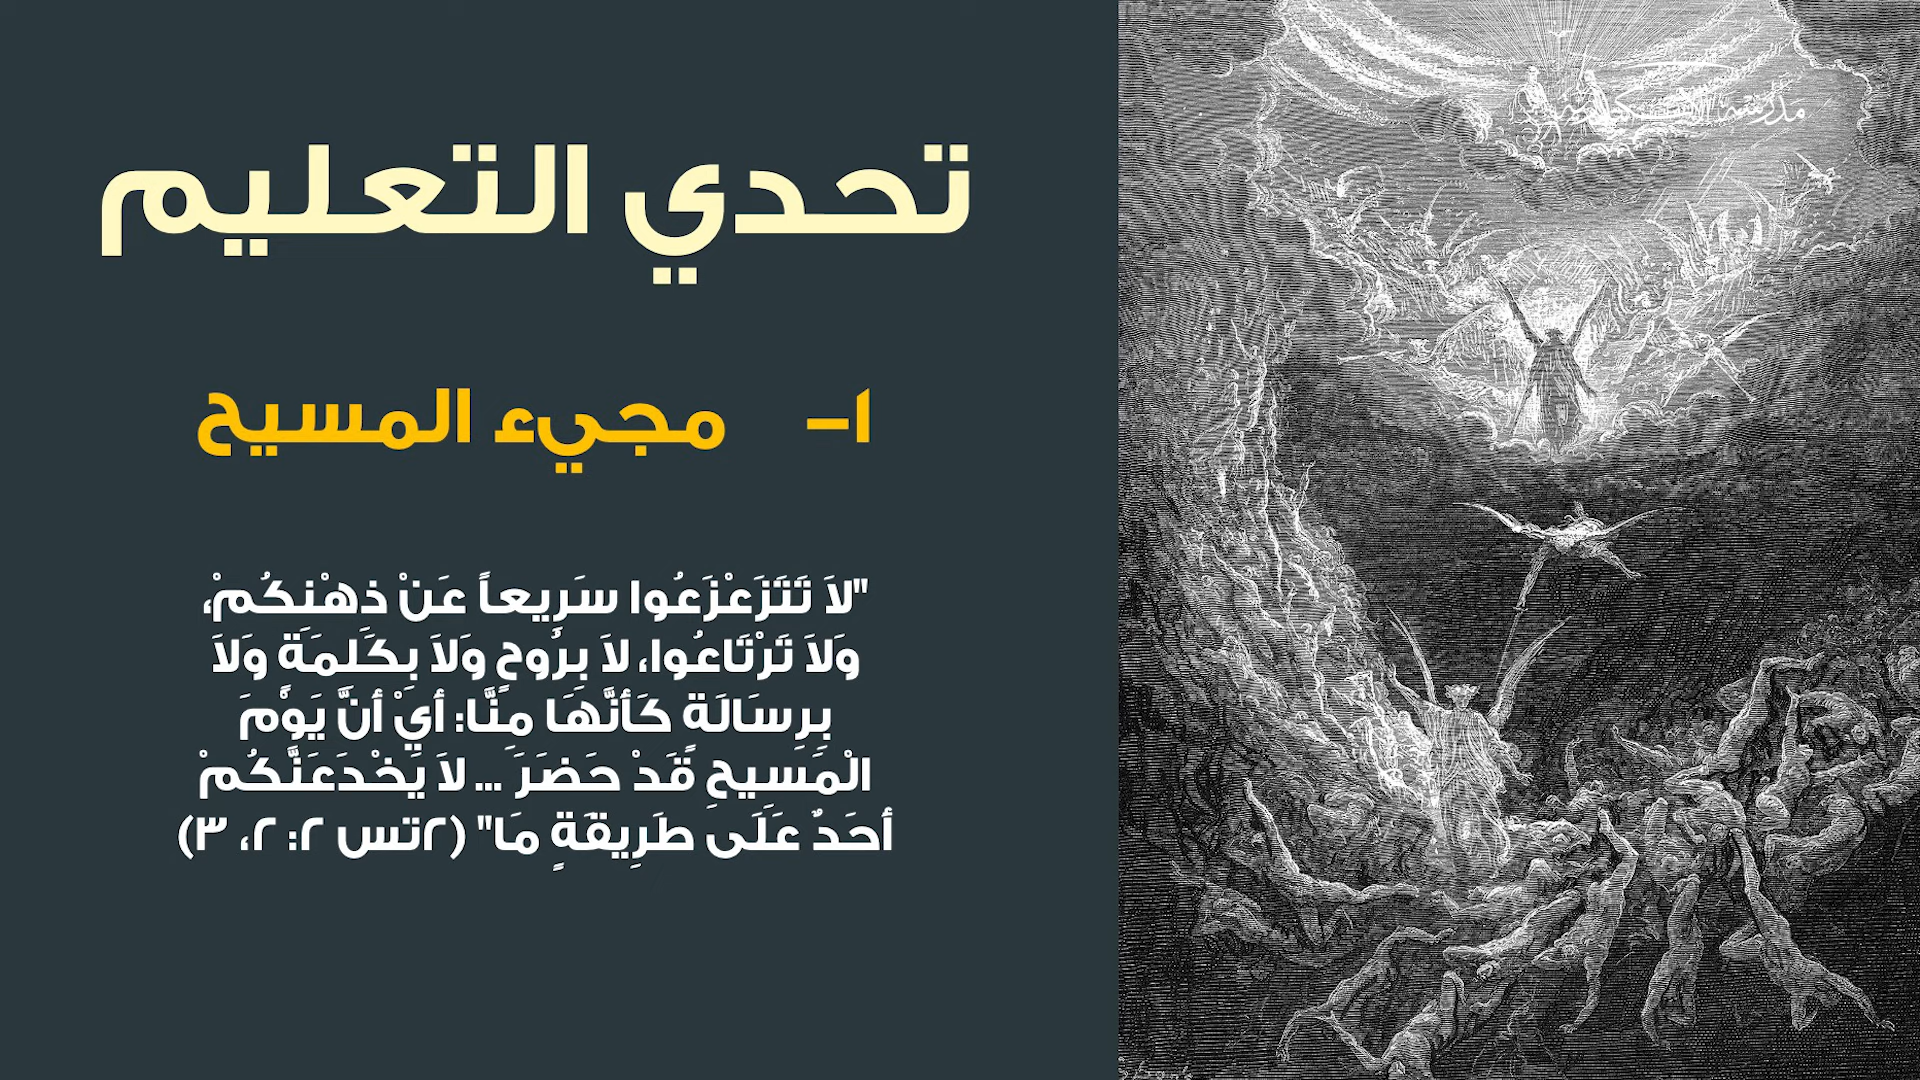 تحدي التعليم
١- مجيء المسيح
"لاَ تَتَزَعْزَعُوا سَرِيعاً عَنْ ذِهْنِكُمْ،
وَلاَ تَرْتَاعُوا، لاَ بِرُوحٍ وَلاَ بِكَلِمَةٍ وَلاَ
بِرِسَالَةٍ كَأَنَّهَا مِنَّا: أَيْ أَنَّ يَوْمَ
الْمَسِيحِ قَدْ حَضَرَ ... لاَ يَخْدَعَنَّكُمْ
أَحَدٌ عَلَى طَرِيقَةٍ مَا" (٢تس ٢: ٢، ٣)